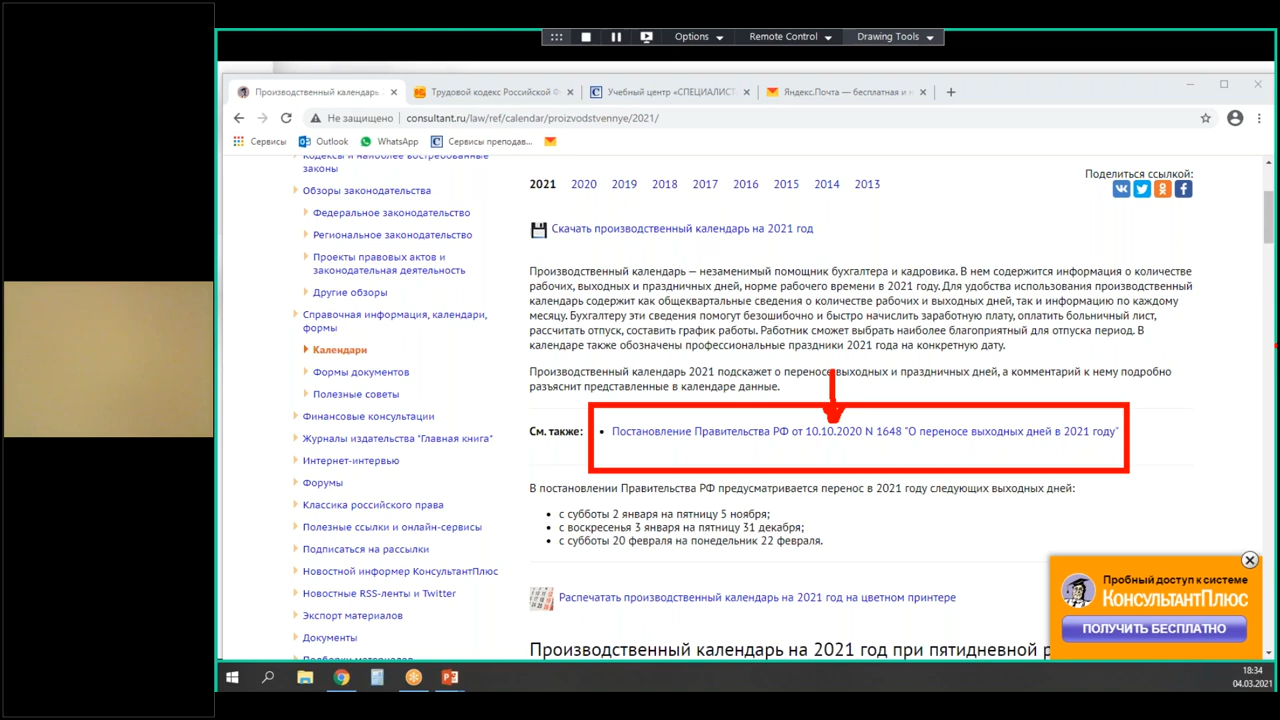 Options
Remote Control
Drawing Tools
Производственный календарь
Трудовой кодекс Российской Ф
Учебный центр «СПЕЦИАЛИСТ
Яндекс.Почта — бесплатная и н
Не защищено
consultant.ru/law/ref/calendar/proizvodstvennye/2021/
Сервисы
Outlook
WhatsApp
Сервисы преподав...
Кодексы и наиболее востребованные
законы
Обзоры законодательства
Федеральное законодательство
Региональное законодательство
Проекты правовых актов и
законодательная деятельность
Другие обзоры
Справочная информация, календари,
формы
Календари
Формы документов
Полезные советы
Финансовые консультации
Журналы издательства "Главная книга"
Интернет-интервью
Форумы
Классика российского права
Полезные ссылки и онлайн-сервисы
Подписаться на рассылки
Новостной информер КонсультантПлюс
Новостные RSS-ленты и Twitter
Экспорт материалов
Документы
Подборки материалов
2021 2020 2019 2018 2017 2016 2015 2014 2013
Поделиться ссылкой:
Скачать производственный календарь на 2021 год
Производственный календарь — незаменимый помощник бухгалтера и кадровика. В нем содержится информация о количестве
рабочих, выходных и праздничных дней, норме рабочего времени в 2021 году. Для удобства использования производственный
календарь содержит как общеквартальные сведения о количестве рабочих и выходных дней, так и информацию по каждому
месяцу. Бухгалтеру эти сведения помогут безошибочно и быстро начислить заработную плату, оплатить больничный лист,
рассчитать отпуск, составить график работы. Работник сможет выбрать наиболее благоприятный для отпуска период. В
календаре также обозначены профессиональные праздники 2021 года на конкретную дату.
Производственный календарь 2021 подскажет о переносе выходных и праздничных дней, а комментарий к нему подробно
разъяснит представленные в календаре данные.
См. также:
• Постановление Правительства РФ от 10.10.2020 N 1648 "О переносе выходных дней в 2021 году"
В постановлении Правительства РФ предусматривается перенос в 2021 году следующих выходных дней:
• с субботы 2 января на пятницу 5 ноября;
• с воскресенья 3 января на пятницу 31 декабря;
• с субботы 20 февраля на понедельник 22 февраля.
Распечатать производственный календарь на 2021 год на цветном принтере
Производственный календарь на 2021 год при пятидневной р
Пробный доступ к системе
КонсультантПлюс
ПОЛУЧИТЬ БЕСПЛАТНО
18:34
04.03.2021